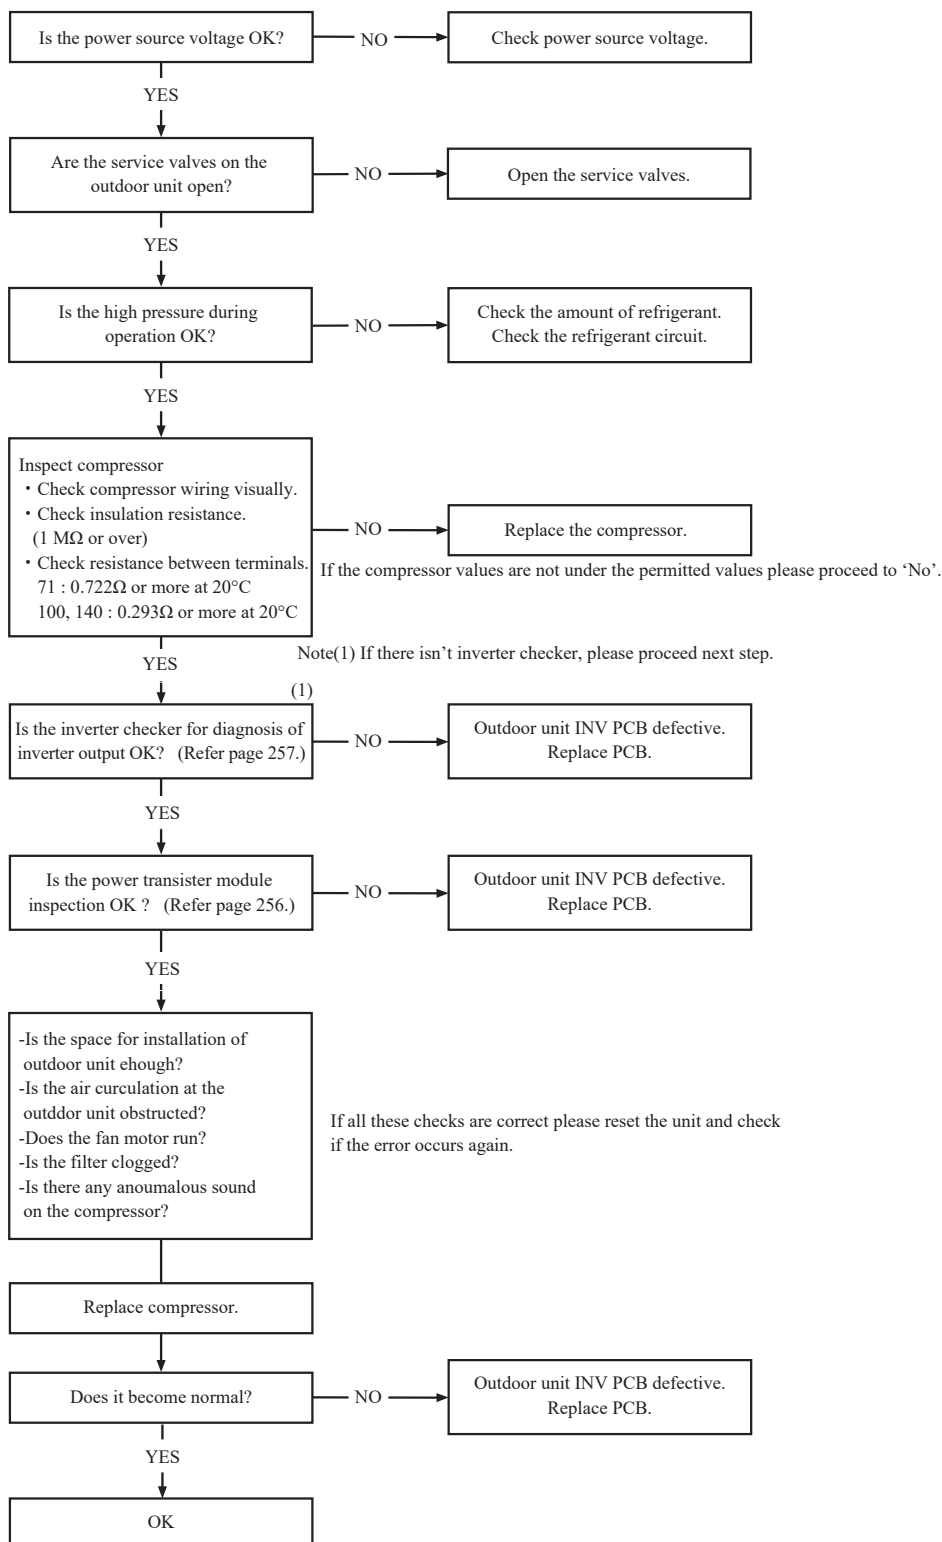 Is the power source voltage OK?
NO
Check power source voltage.
YES
Are the service valves on the
outdoor unit open?
NO
Open the service valves.
YES
Is the high pressure during
operation OK?
NO
Check the amount of refrigerant.
Check the refrigerant circuit.
YES
Inspect compressor
・Check compressor wiring visually.
・Check insulation resistance.
(1 MΩ or over)
・Check resistance between terminals.
71 : 0.722Ω or more at 20°C
100, 140 : 0.293Ω or more at 20°C
NO
Replace the compressor.
If the compressor values are not under the permitted values please proceed to ‘No’.
YES
Note(1) If there isn’t inverter checker, please proceed next step.
(1)
Is the inverter checker for diagnosis of
inverter output OK? (Refer page 257.)
NO
Outdoor unit INV PCB defective.
Replace PCB.
YES
Is the power transister module
inspection OK ? (Refer page 256.)
NO
Outdoor unit INV PCB defective.
Replace PCB.
YES
-Is the space for installation of
outdoor unit ehough?
-Is the air curculation at the
outddor unit obstructed?
-Does the fan motor run?
-Is the filter clogged?
-Is there any anoumalous sound
on the compressor?
If all these checks are correct please reset the unit and check
if the error occurs again.
Replace compressor.
Does it become normal?
NO
Outdoor unit INV PCB defective.
Replace PCB.
YES
OK